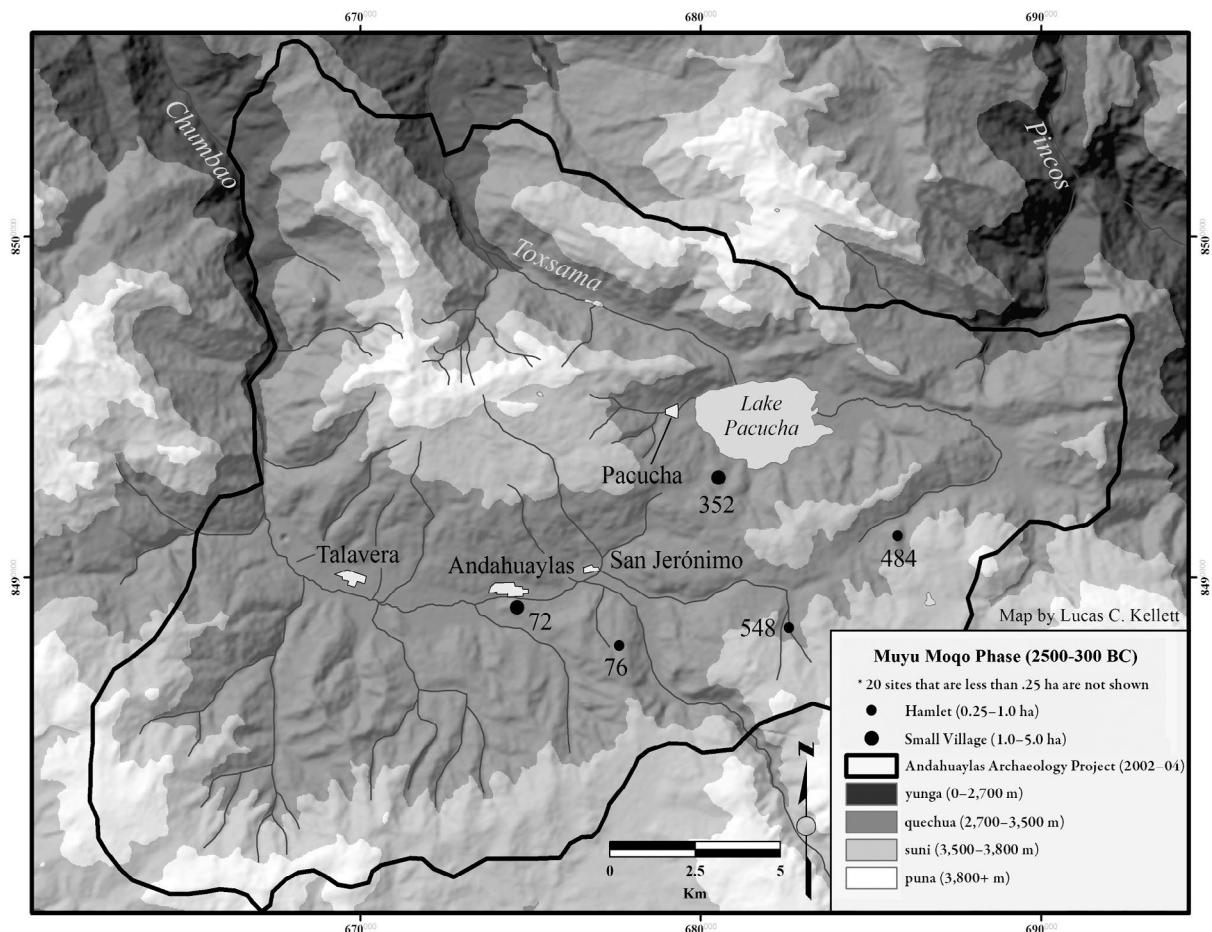 670000
680000
690000
Chumbao
Pincos
850000
850000
Toxsama
Lake
Pacucha
Pacucha
352
Talavera
Andahuaylas
San Jerónimo
484
849000
849000
72
548
76
Map by Lucas C. Kellett
Muyu Moqo Phase (2500-300 BC)
* 20 sites that are less than .25 ha are not shown
Hamlet (0.25–1.0 ha)
Small Village (1.0–5.0 ha)
Andahuaylas Archaeology Project (2002–04)
yunga (0–2,700 m)
quechua (2,700–3,500 m)
suni (3,500–3,800 m)
puna (3,800+ m)
N
0
2.5
5
Km
670000
680000
690000